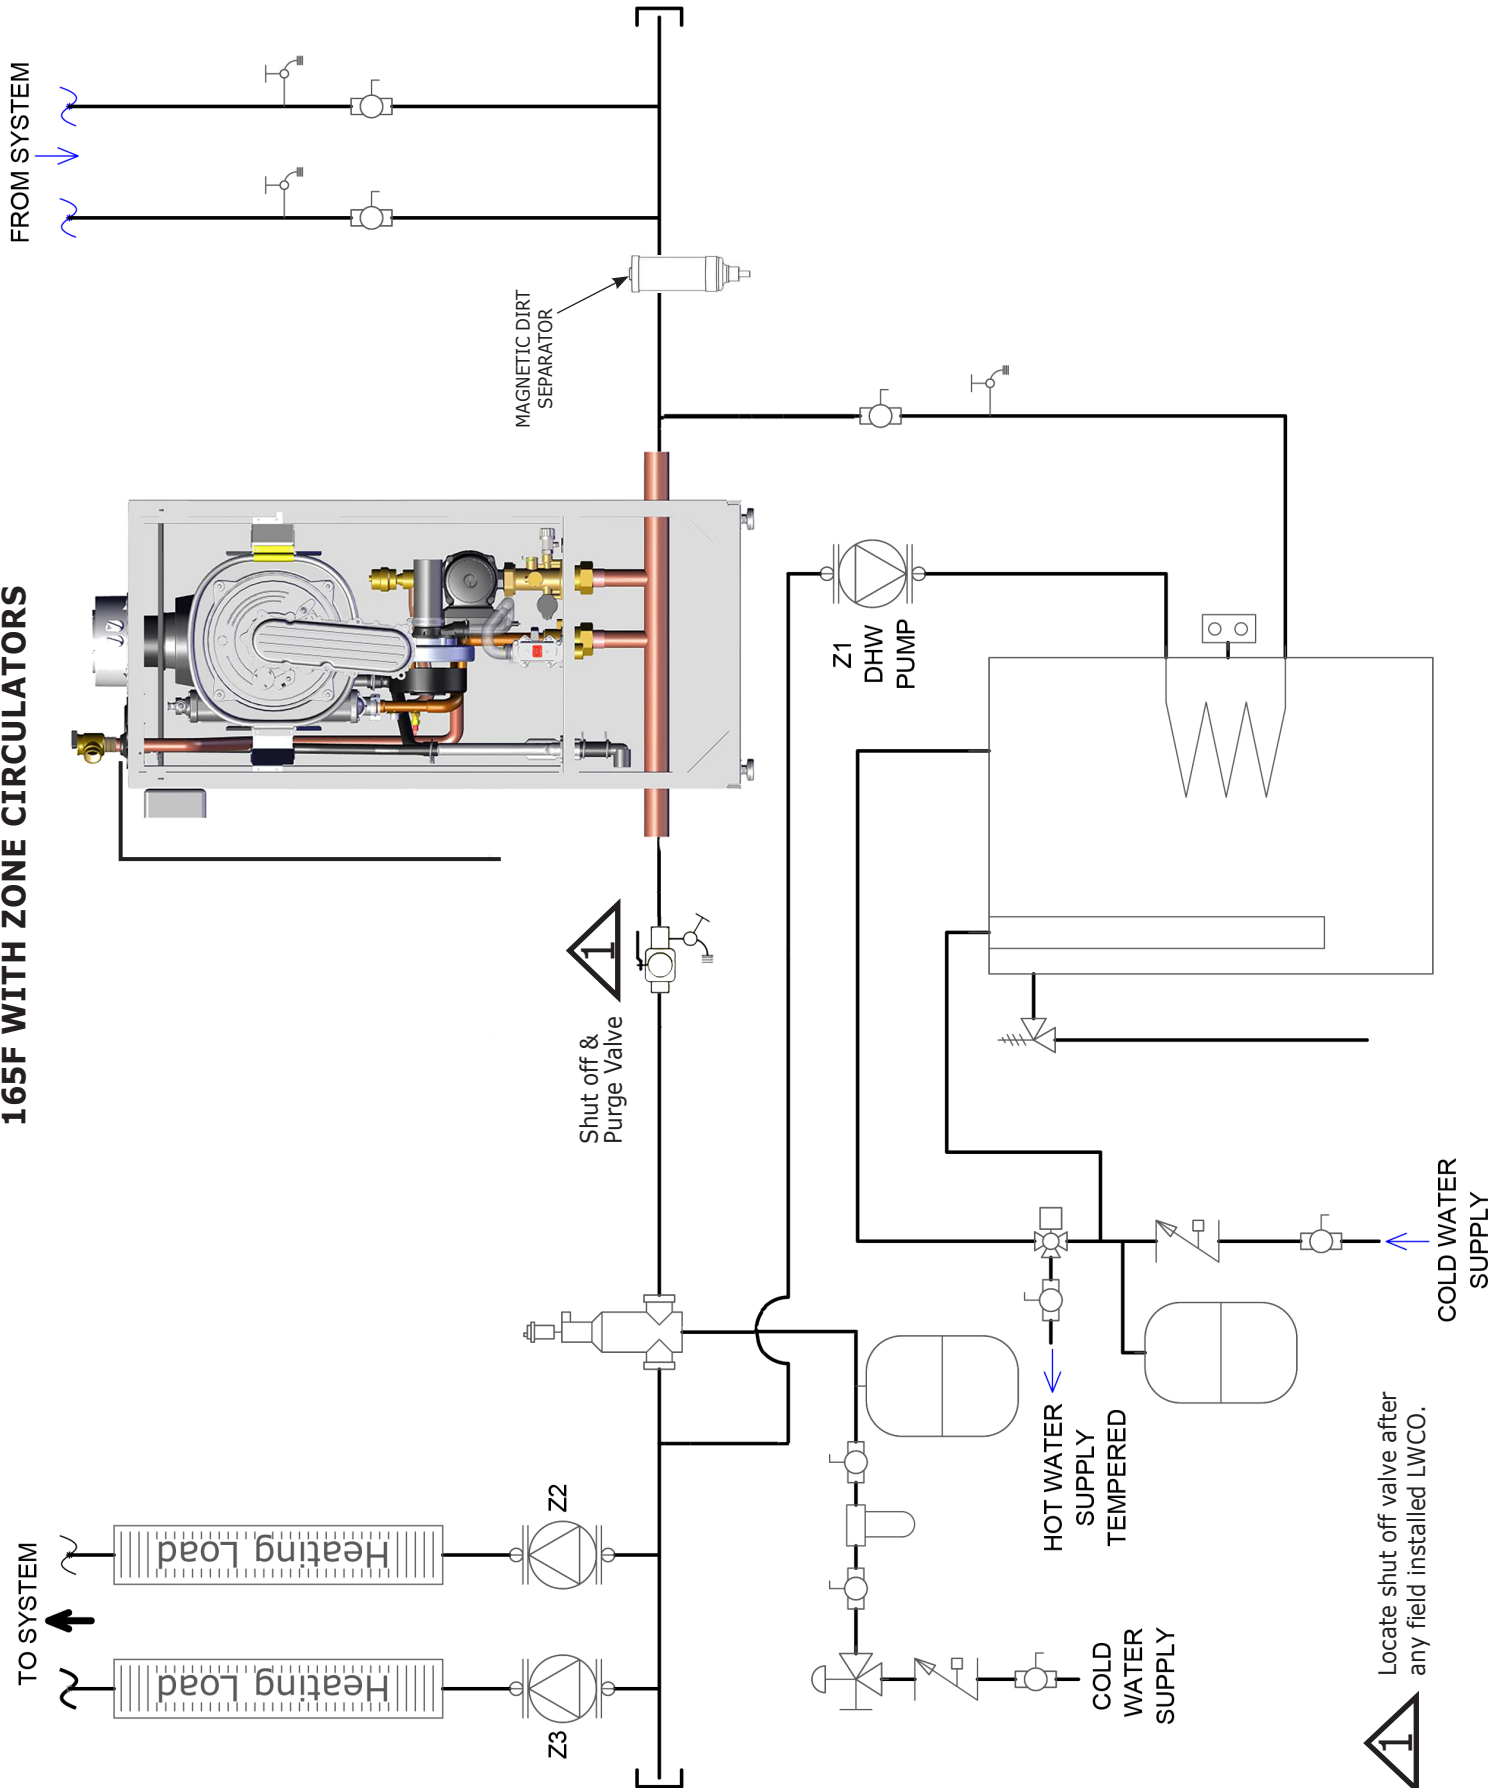 165F WITH ZONE CIRCULATORS
TO SYSTEM
FROM SYSTEM
Heating Load
Heating Load
Z3
Z2
Shut off &
Purge Valve
1
MAGNETIC DIRT
SEPARATOR
Z1
DHW
PUMP
COLD
WATER
SUPPLY
HOT WATER
SUPPLY
TEMPERED
COLD WATER
SUPPLY
1
Locate shut off valve after
any field installed LWCO.